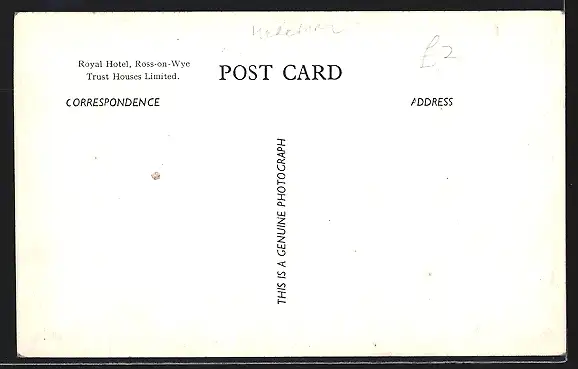 £2
Royal Hotel, Ross-on-Wye
Trust Houses Limited.
POST CARD
CORRESPONDENCE
ADDRESS
THIS IS A GENUINE PHOTOGRAPH